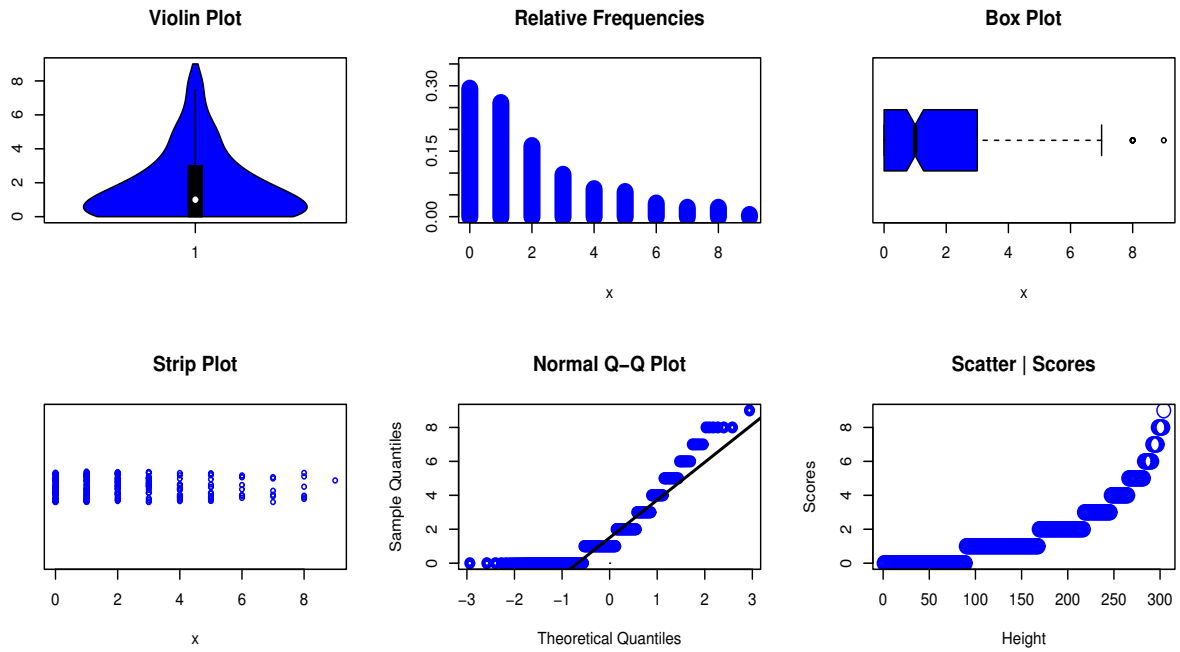 Violin Plot
0 2 4 6 8
1
Relative Frequencies
0.00 0.15 0.30
0 2 4 6 8
x
Box Plot
0 2 4 6 8
x
Strip Plot
0 2 4 6 8
x
Normal Q−Q Plot
Sample Quantiles
0 2 4 6 8
−3 −2 −1 0 1 2 3
Theoretical Quantiles
Scatter | Scores
Scores
0 2 4 6 8
0 50 100 150 200 250 300
Height